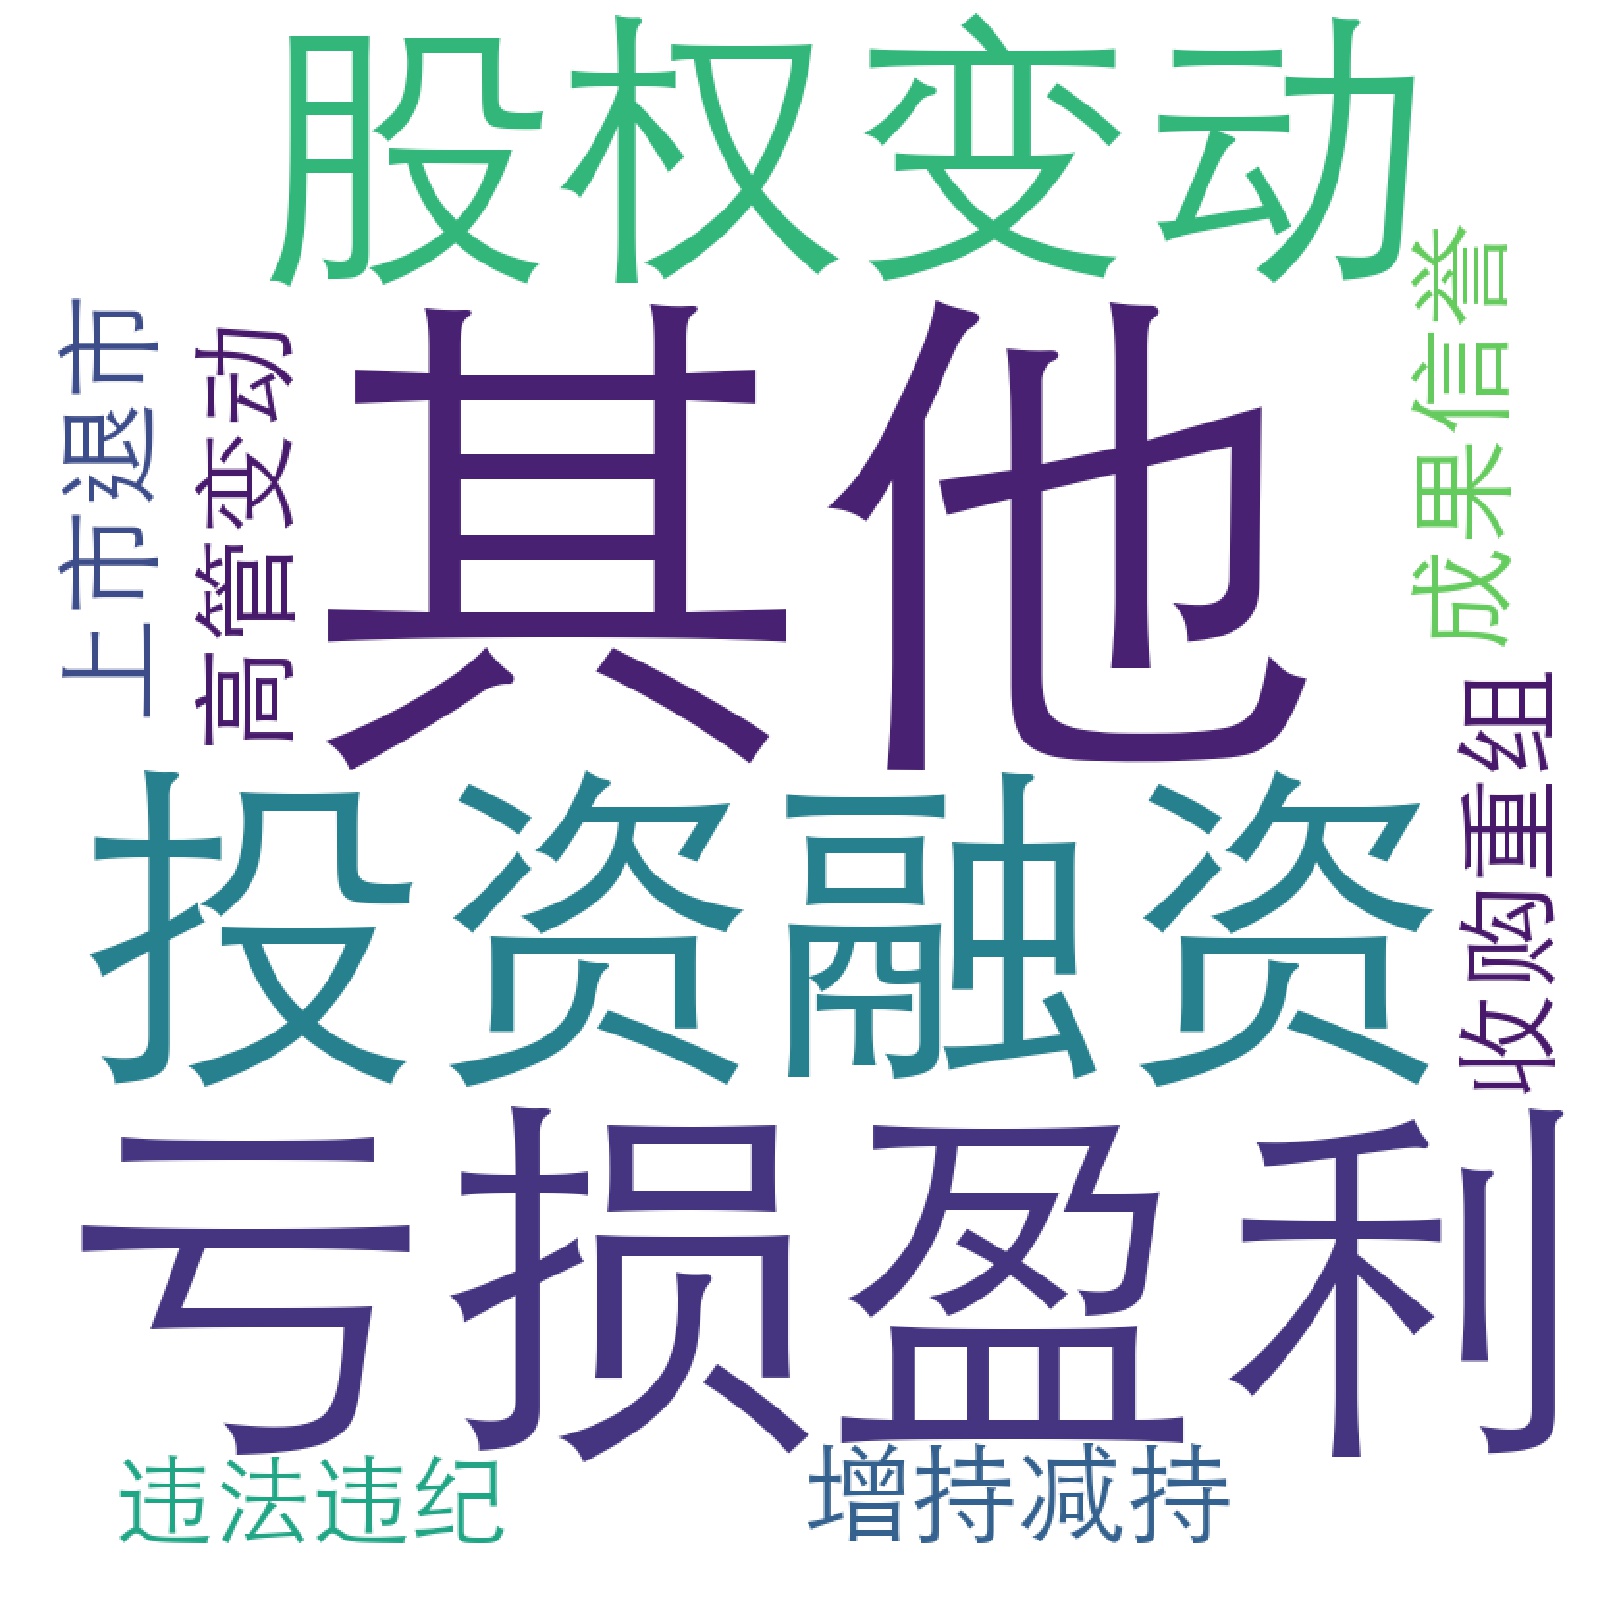 股权变动
成果信誉
上市退市
高管变动
其他
收购重组
投资融资
亏损盈利
违法违纪
增持减持